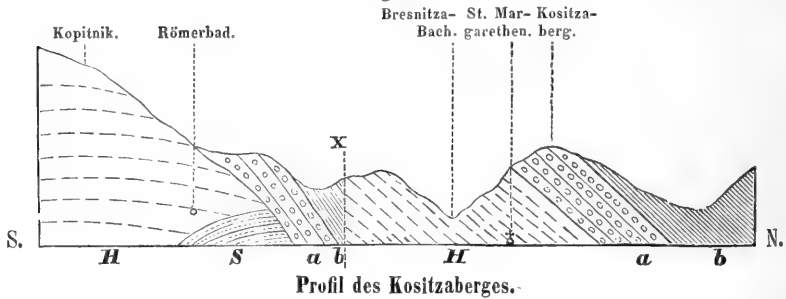 Bresnitza- St. Mar- Kositza-
Kopitnik. Römerbad. Bach. garethen. berg.
X
S. N.
H S a b H a b
Profil des Kositzaberges.